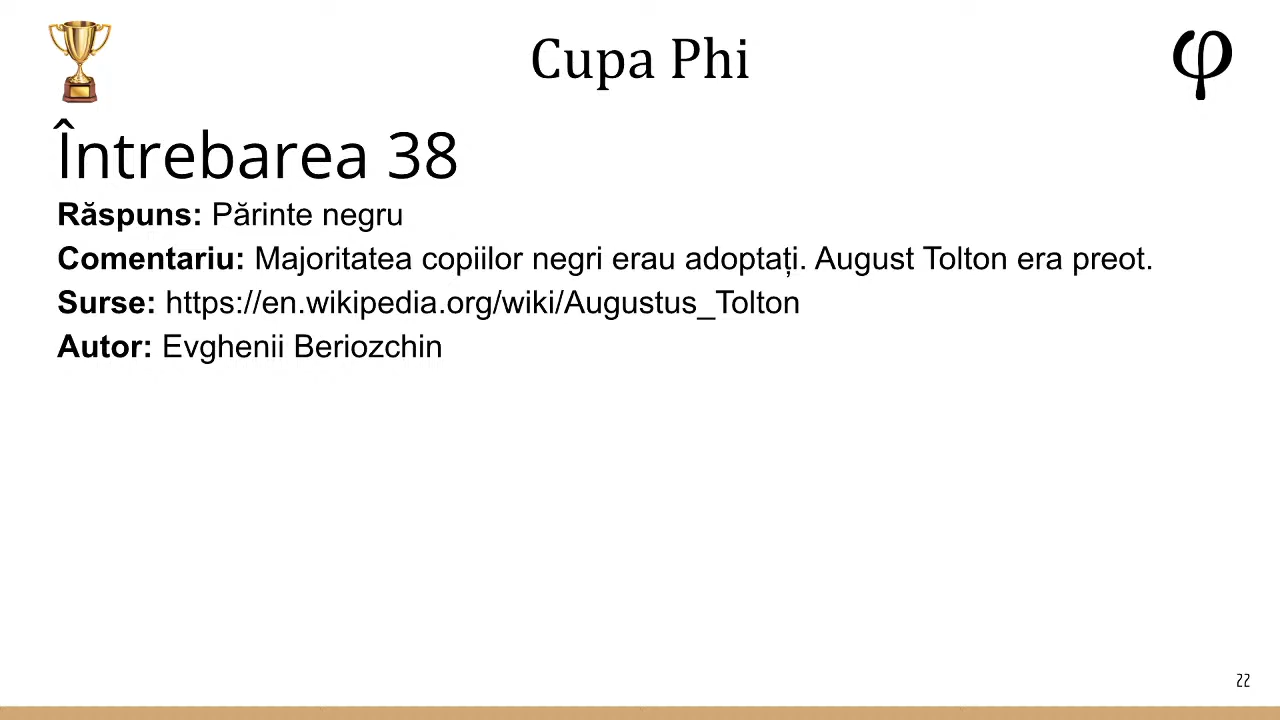 Cupa Phi
φ
Întrebarea 38
Răspuns: Părinte negru
Comentariu: Majoritatea copiilor negri erau adoptați. August Tolton era preot.
Surse: https://en.wikipedia.org/wiki/Augustus_Tolton
Autor: Evghenii Beriozchin
22